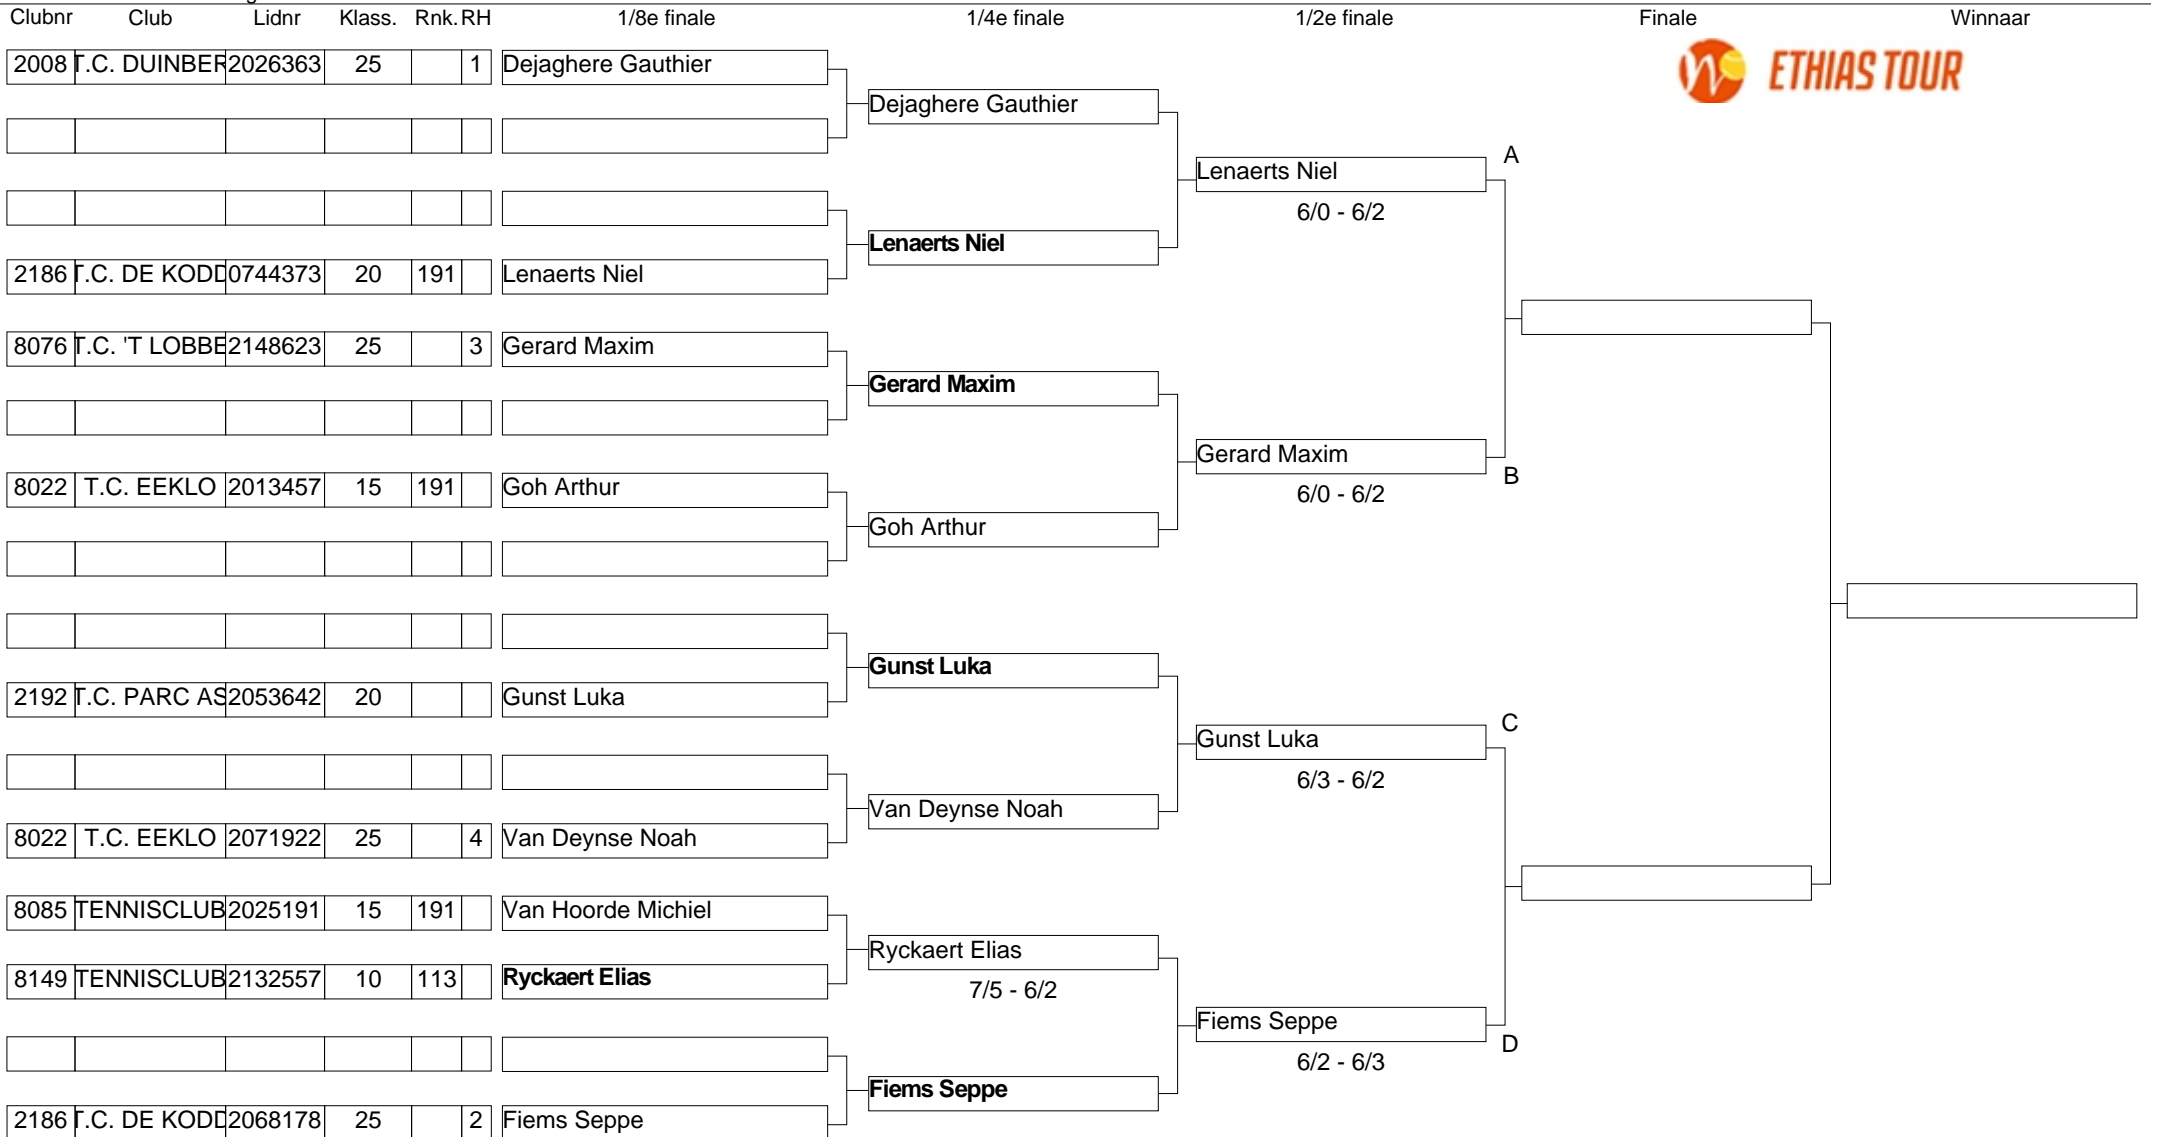 Clubnr Club Lidnr Klass. Rnk. RH 1/8e finale 1/4e finale 1/2e finale Finale Winnaar
ETHIAS TOUR
2008 T.C. DUINBER 2026363 25 1 Dejaghere Gauthier
Dejaghere Gauthier
A
Lenaerts Niel
6/0 - 6/2
Lenaerts Niel
2186 T.C. DE KODD 0744373 20 191 Lenaerts Niel
8076 T.C. 'T LOBBE 2148623 25 3 Gerard Maxim
Gerard Maxim
Gerard Maxim
B
6/0 - 6/2
8022 T.C. EEKLO 2013457 15 191 Goh Arthur
Goh Arthur
Gunst Luka
2192 T.C. PARC AS 2053642 20 Gunst Luka
C
Gunst Luka
6/3 - 6/2
Van Deynse Noah
8022 T.C. EEKLO 2071922 25 4 Van Deynse Noah
8085 TENNISCLUB 2025191 15 191 Van Hoorde Michiel
Ryckaert Elias
8149 TENNISCLUB 2132557 10 113 Ryckaert Elias
7/5 - 6/2
Fiems Seppe
D
6/2 - 6/3
Fiems Seppe
2186 T.C. DE KODD 2068178 25 2 Fiems Seppe